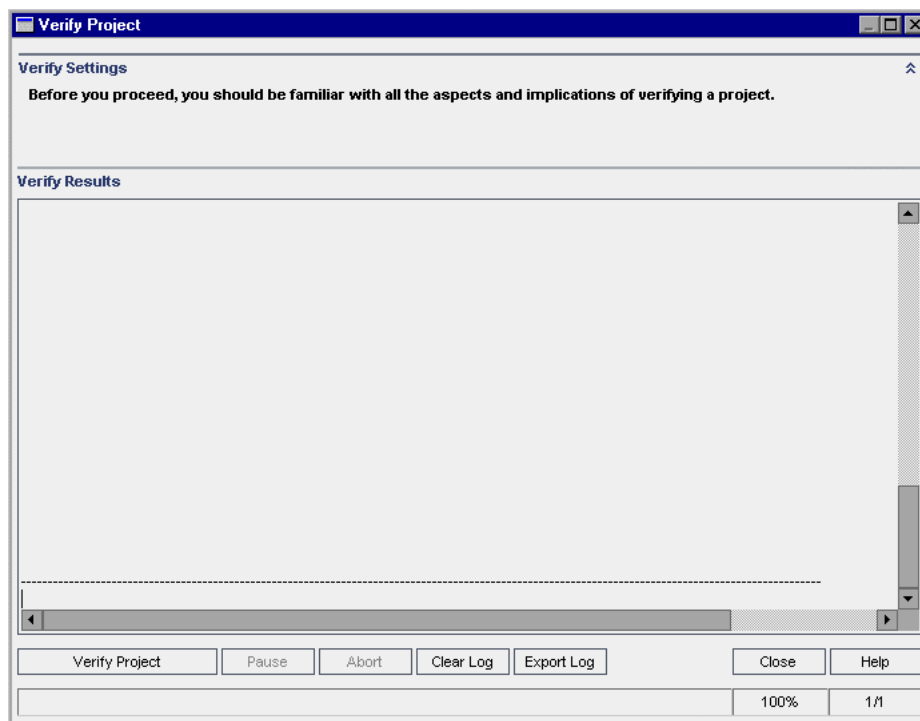 Verify Project
Verify Settings
Before you proceed, you should be familiar with all the aspects and implications of verifying a project.
Verify Results
-----------------------------------------------------------------------------------------------------------------------------------------------------------
Verify Project Pause Abort Clear Log Export Log Close Help
100% 1/1